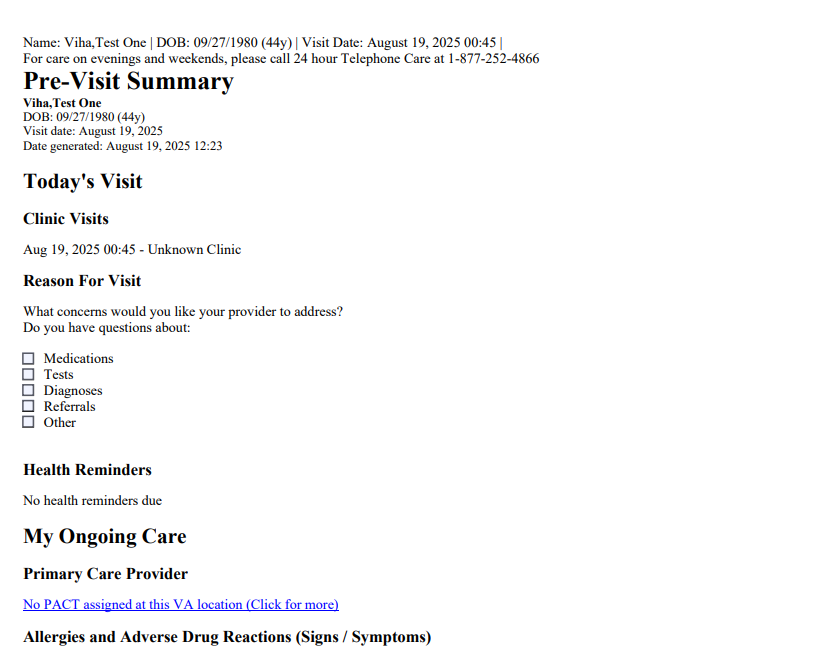 Name: Viha,Test One | DOB: 09/27/1980 (44y) | Visit Date: August 19, 2025 00:45 |
For care on evenings and weekends, please call 24 hour Telephone Care at 1-877-252-4866
Pre-Visit Summary
Viha,Test One
DOB: 09/27/1980 (44y)
Visit date: August 19, 2025
Date generated: August 19, 2025 12:23
Today's Visit
Clinic Visits
Aug 19, 2025 00:45 - Unknown Clinic
Reason For Visit
What concerns would you like your provider to address?
Do you have questions about:
Medications
Tests
Diagnoses
Referrals
Other
Health Reminders
No health reminders due
My Ongoing Care
Primary Care Provider
No PACT assigned at this VA location (Click for more)
Allergies and Adverse Drug Reactions (Signs / Symptoms)